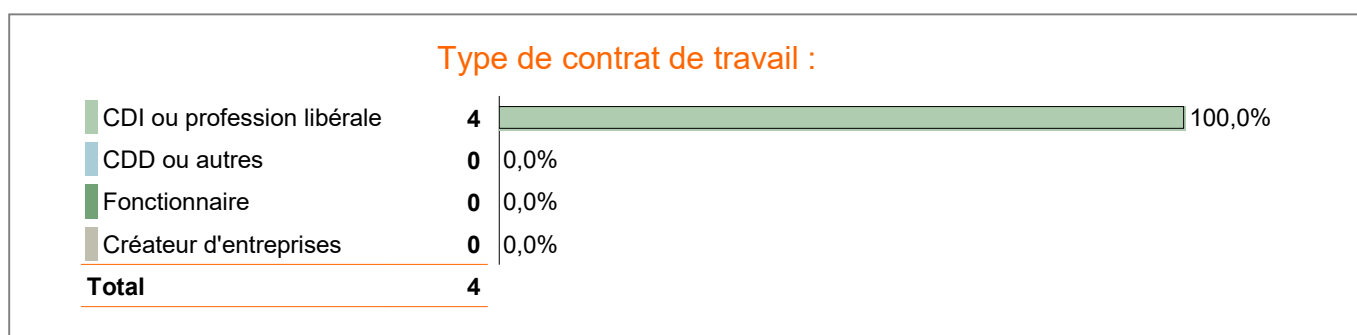 Type de contrat de travail :
CDI ou profession libérale 4 100,0%
CDD ou autres 0 0,0%
Fonctionnaire 0 0,0%
Créateur d'entreprises 0 0,0%
Total 4